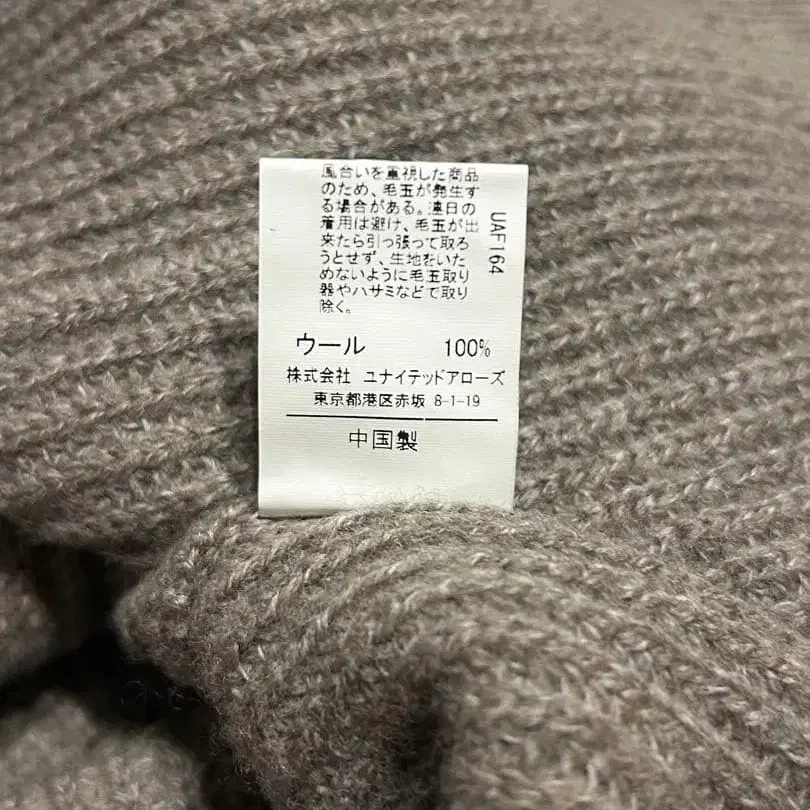 風合いを重視した商品
のため、毛玉が発生す
る場合がある。連日の
着用は避け、毛玉が出
来たら引っ張って取ろ
うとせず、生地をいた
めないように毛玉取り
器やハサミなどで取り
除く。
UAF164
ウール 100%
株式会社 ユナイテッドアローズ
東京都港区赤坂 8-1-19
中国製